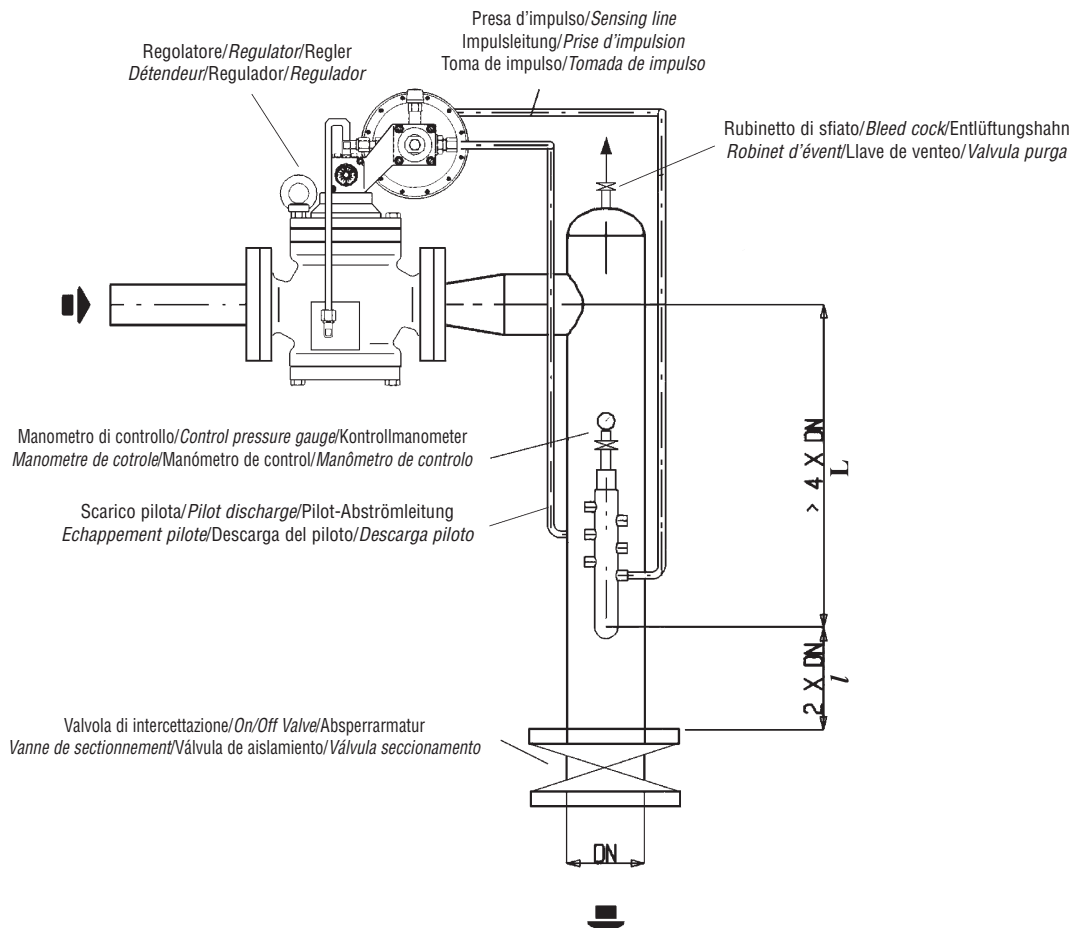 Presa d'impulso/Sensing line
Impulsleitung/Prise d'impulsion
Toma de impulso/Tomada de impulso
Regolatore/Regulator/Regler
Détendeur/Regulador/Regulador
Rubinetto di sfiato/Bleed cock/Entlüftungshahn
Robinet d'évent/Llave de venteo/Valvula purga
Manometro di controllo/Control pressure gauge/Kontrollmanometer
Manometre de cotrole/Manómetro de control/Manômetro de controlo
> 4 X DN
L
Scarico pilota/Pilot discharge/Pilot-Abströmleitung
Echappement pilote/Descarga del piloto/Descarga piloto
2 X DN
l
Valvola di intercettazione/On/Off Valve/Absperrarmatur
Vanne de sectionnement/Válvula de aislamiento/Válvula seccionamento
DN